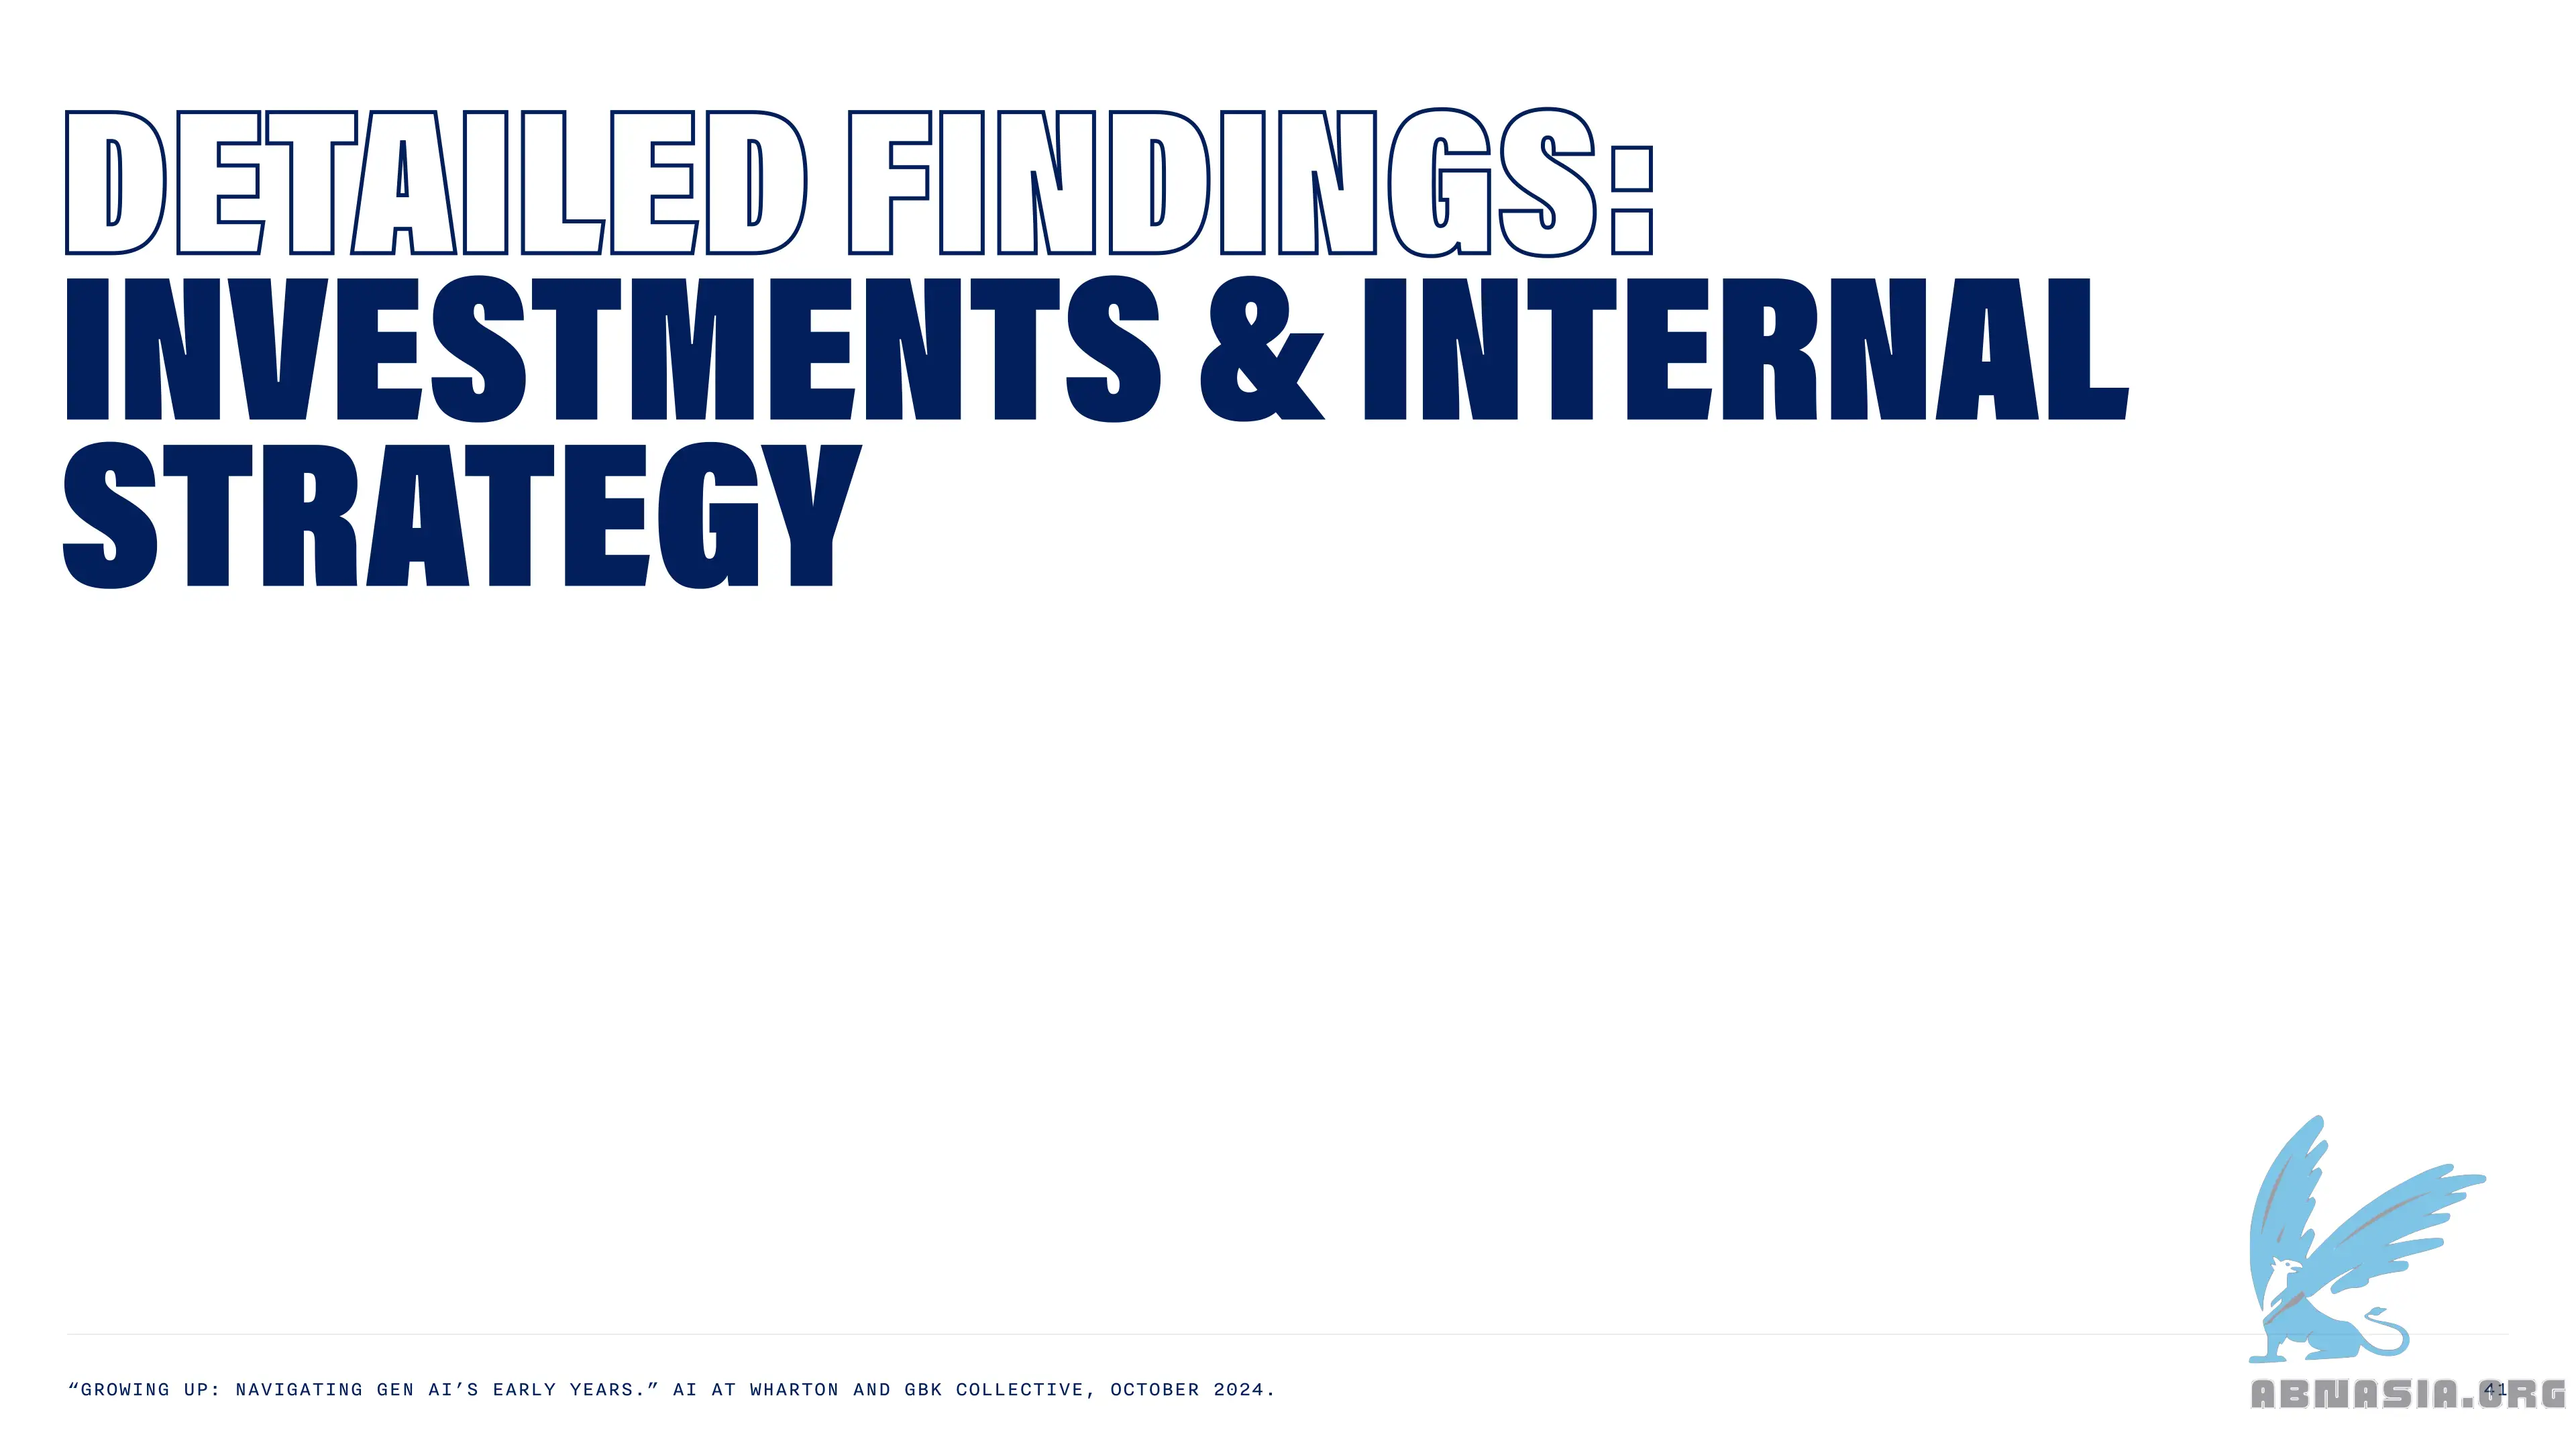 DETAILED FINDINGS:
INVESTMENTS & INTERNAL
STRATEGY
“GROWING UP: NAVIGATING GEN AI’S EARLY YEARS.” AI AT WHARTON AND GBK COLLECTIVE, OCTOBER 2024.
41
ABNASIA.ORG